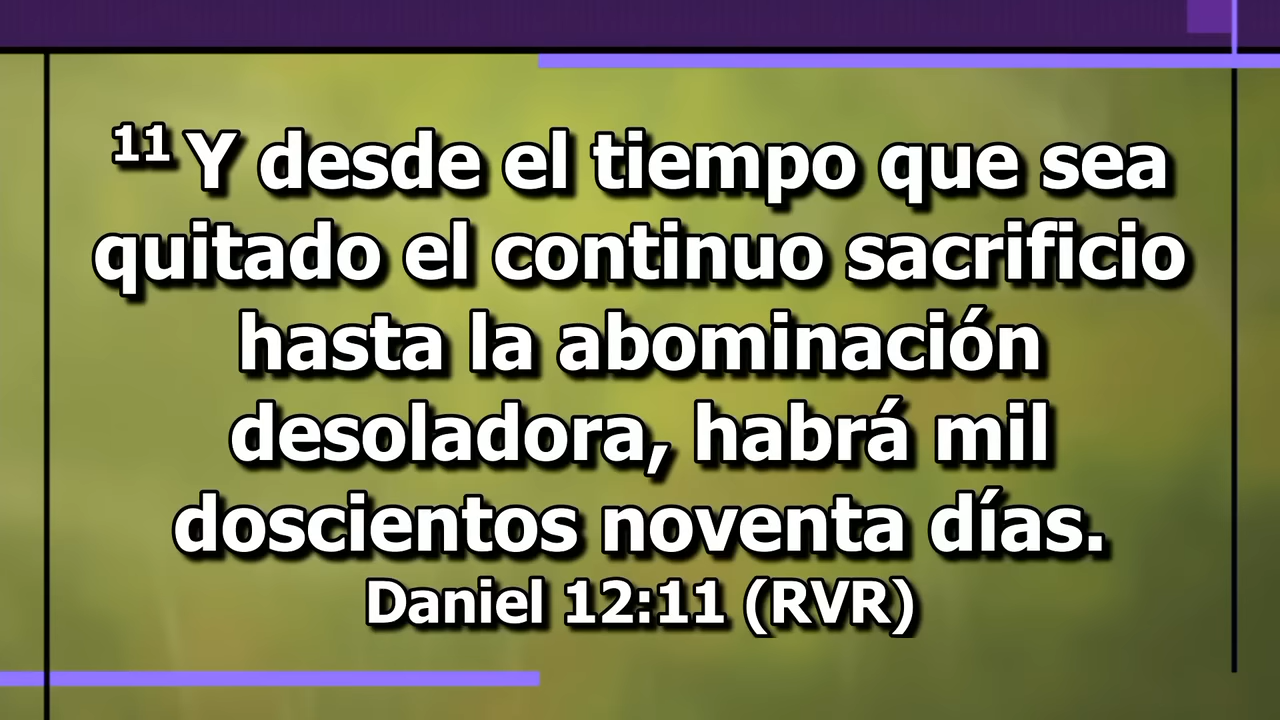 11 Y desde el tiempo que sea
quitado el continuo sacrificio
hasta la abominación
desoladora, habrá mil
doscientos noventa días.
Daniel 12:11 (RVR)